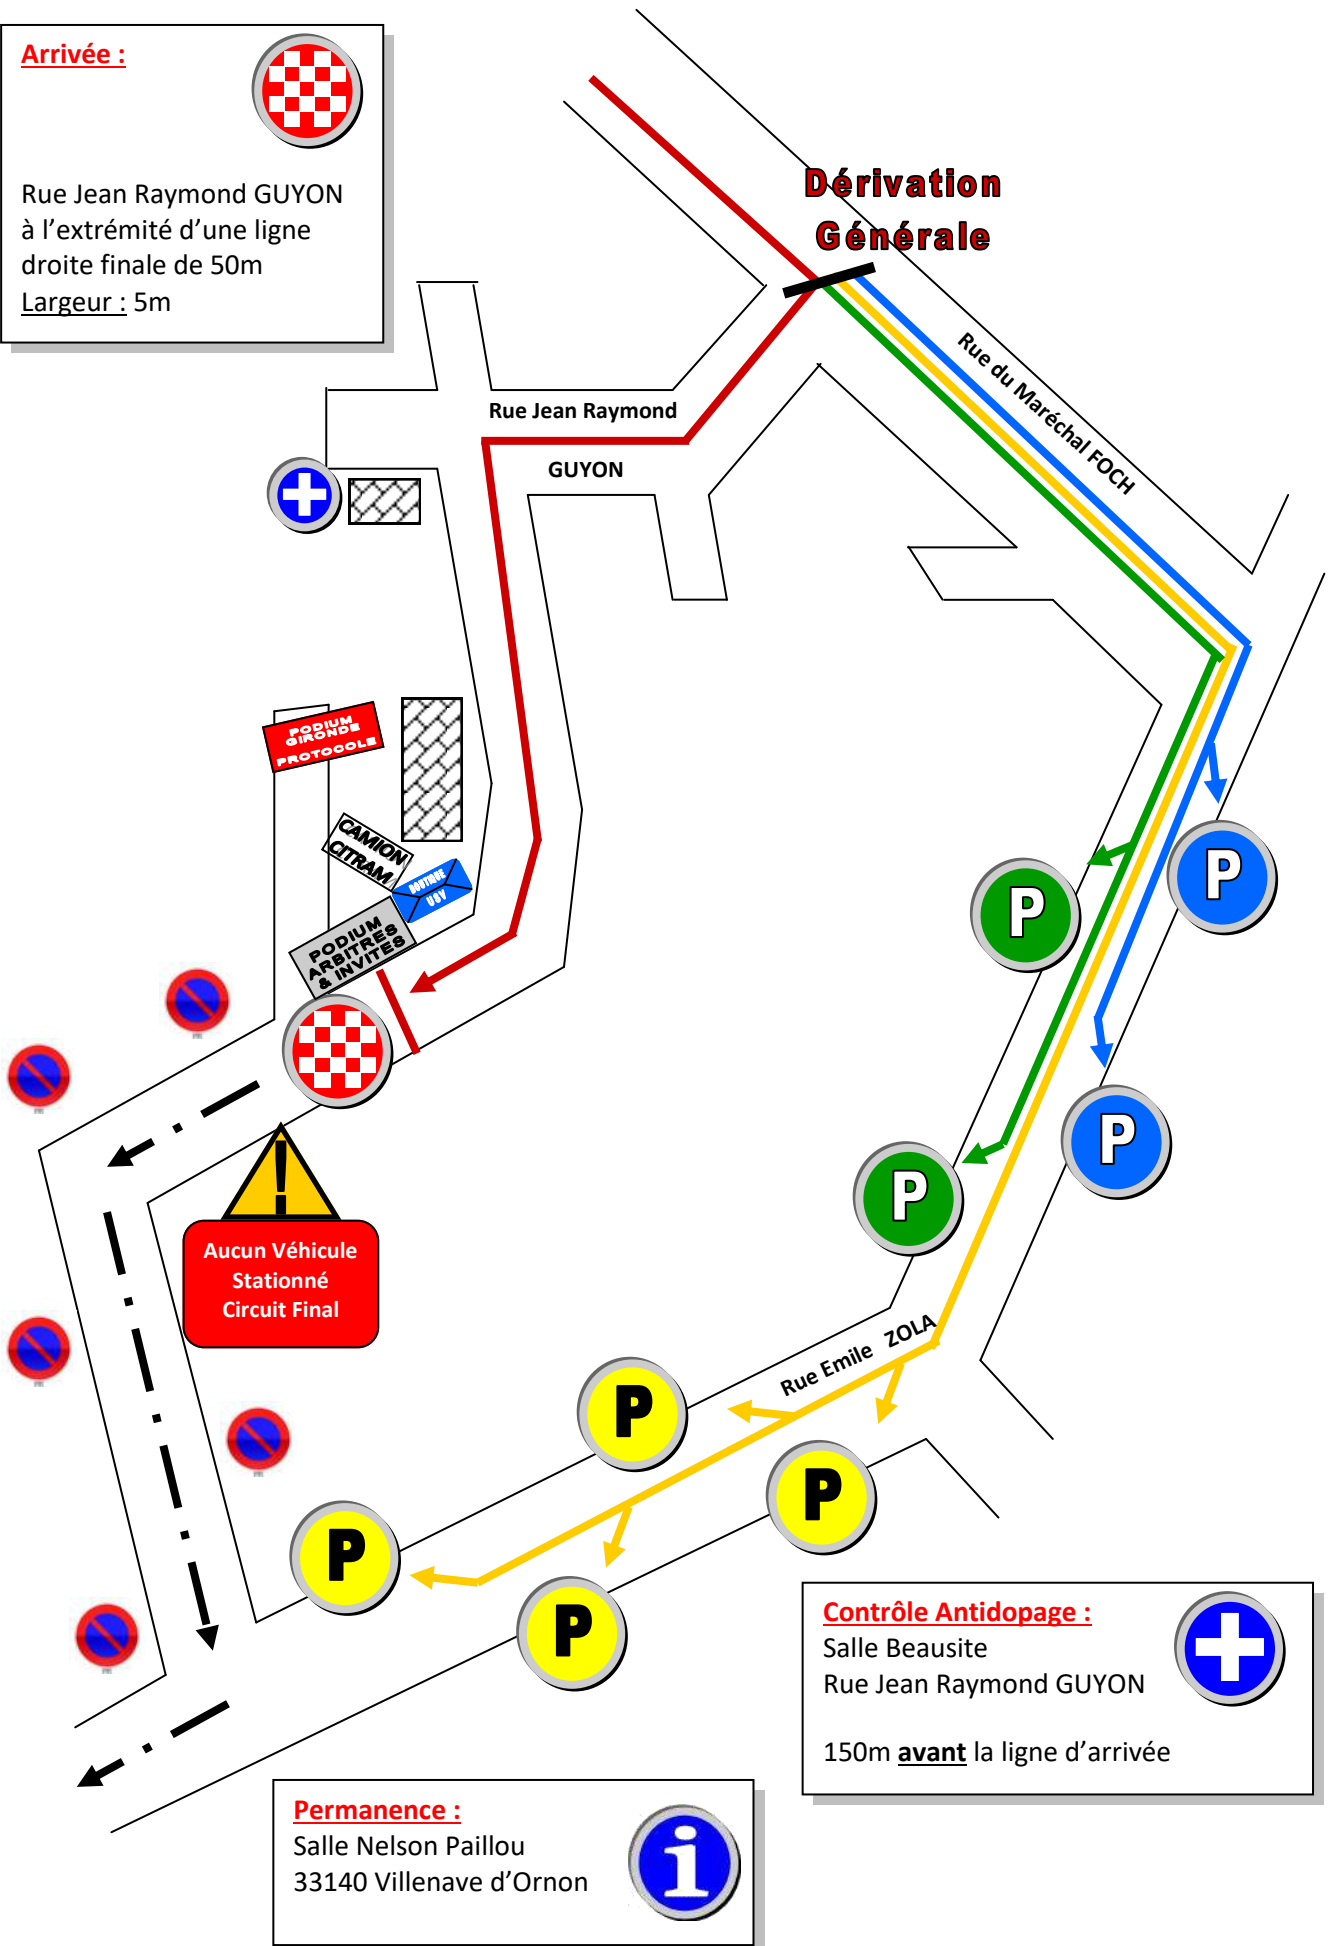 Arrivée :
Rue Jean Raymond GUYON
à l’extrémité d’une ligne
droite finale de 50m
Largeur : 5m
Dérivation
Générale
Rue du Maréchal FOCH
Rue Jean Raymond
GUYON
PODIUM
GIRONDE
PROTOCOLE
CAMION
CITRAM
BOUTIQUE
USV
PODIUM
ARBITRES
& INVITES
P
P
P
P
!
Aucun Véhicule
Stationné
Circuit Final
Rue Emile ZOLA
P
P
P
P
Contrôle Antidopage :
Salle Beausite
Rue Jean Raymond GUYON
150m avant la ligne d’arrivée
Permanence :
Salle Nelson Paillou
33140 Villenave d’Ornon
i